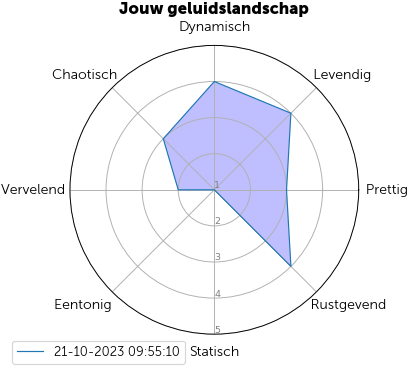 Jouw geluidslandschap
Dynamisch
Chaotisch
Levendig
Vervelend
1
Prettig
2
3
4
Eentonig
Rustgevend
5
21-10-2023 09:55:10
Statisch